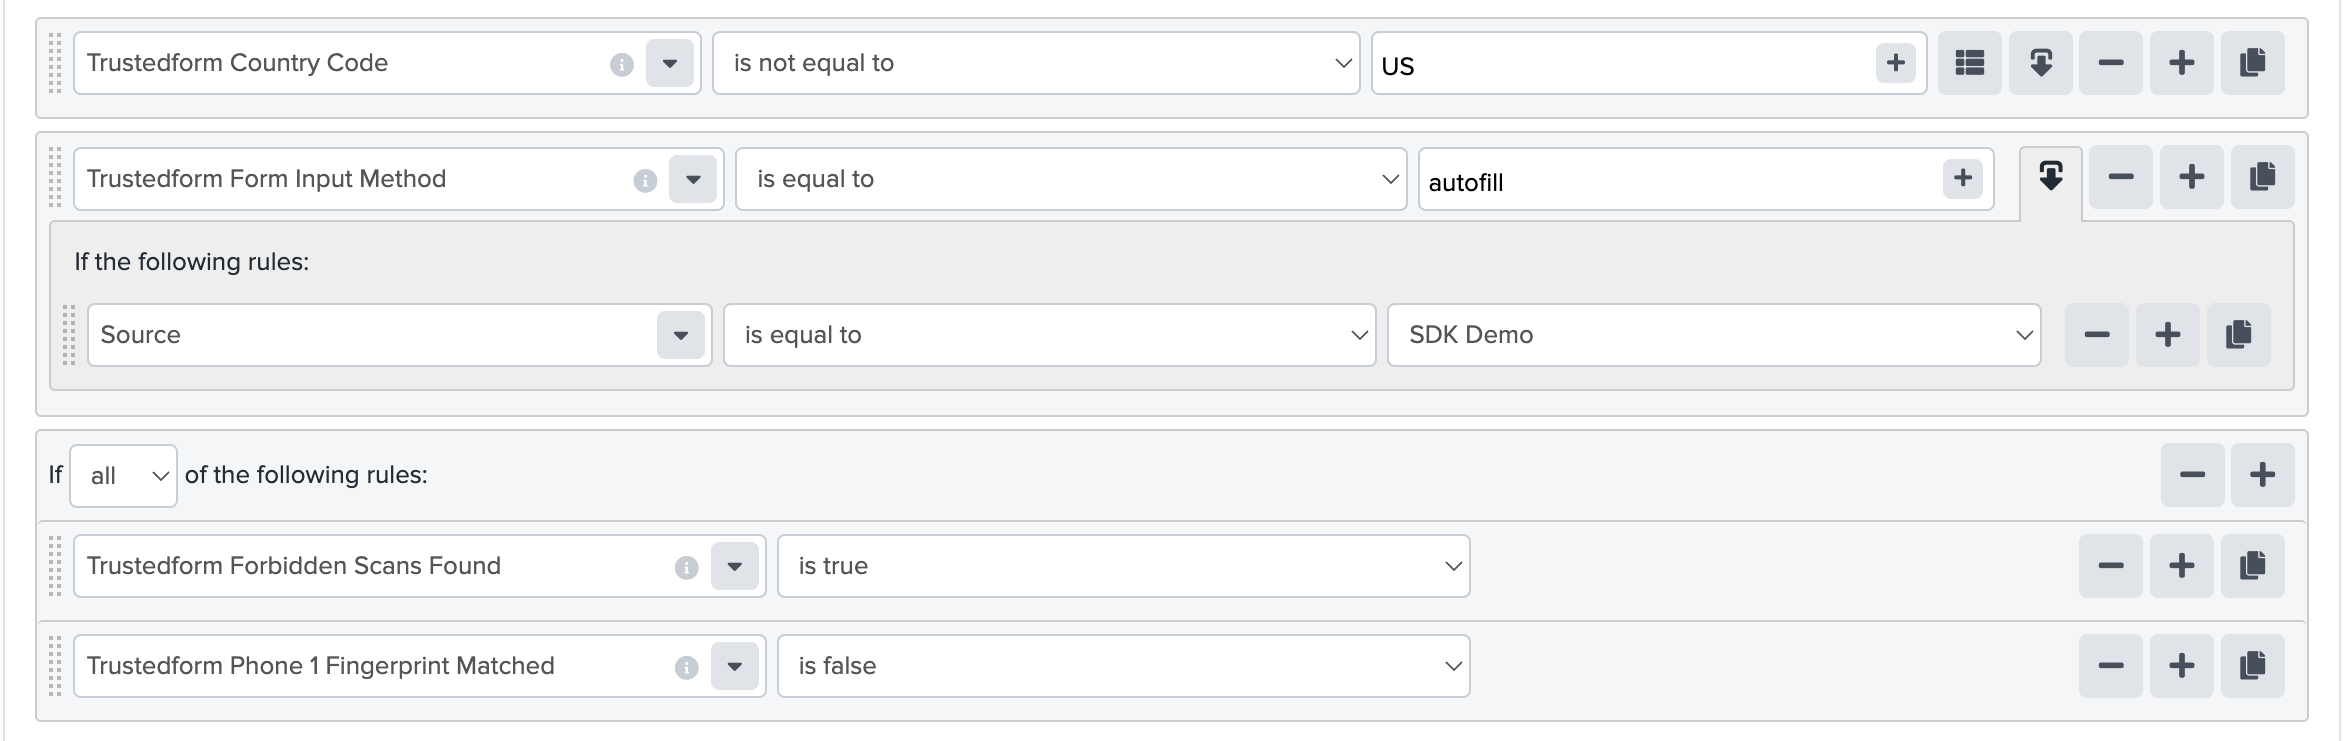 Trustedform Country Code is not equal to US
Trustedform Form Input Method is equal to autofill
If the following rules:
Source is equal to SDK Demo
If all of the following rules:
Trustedform Forbidden Scans Found is true
Trustedform Phone 1 Fingerprint Matched is false